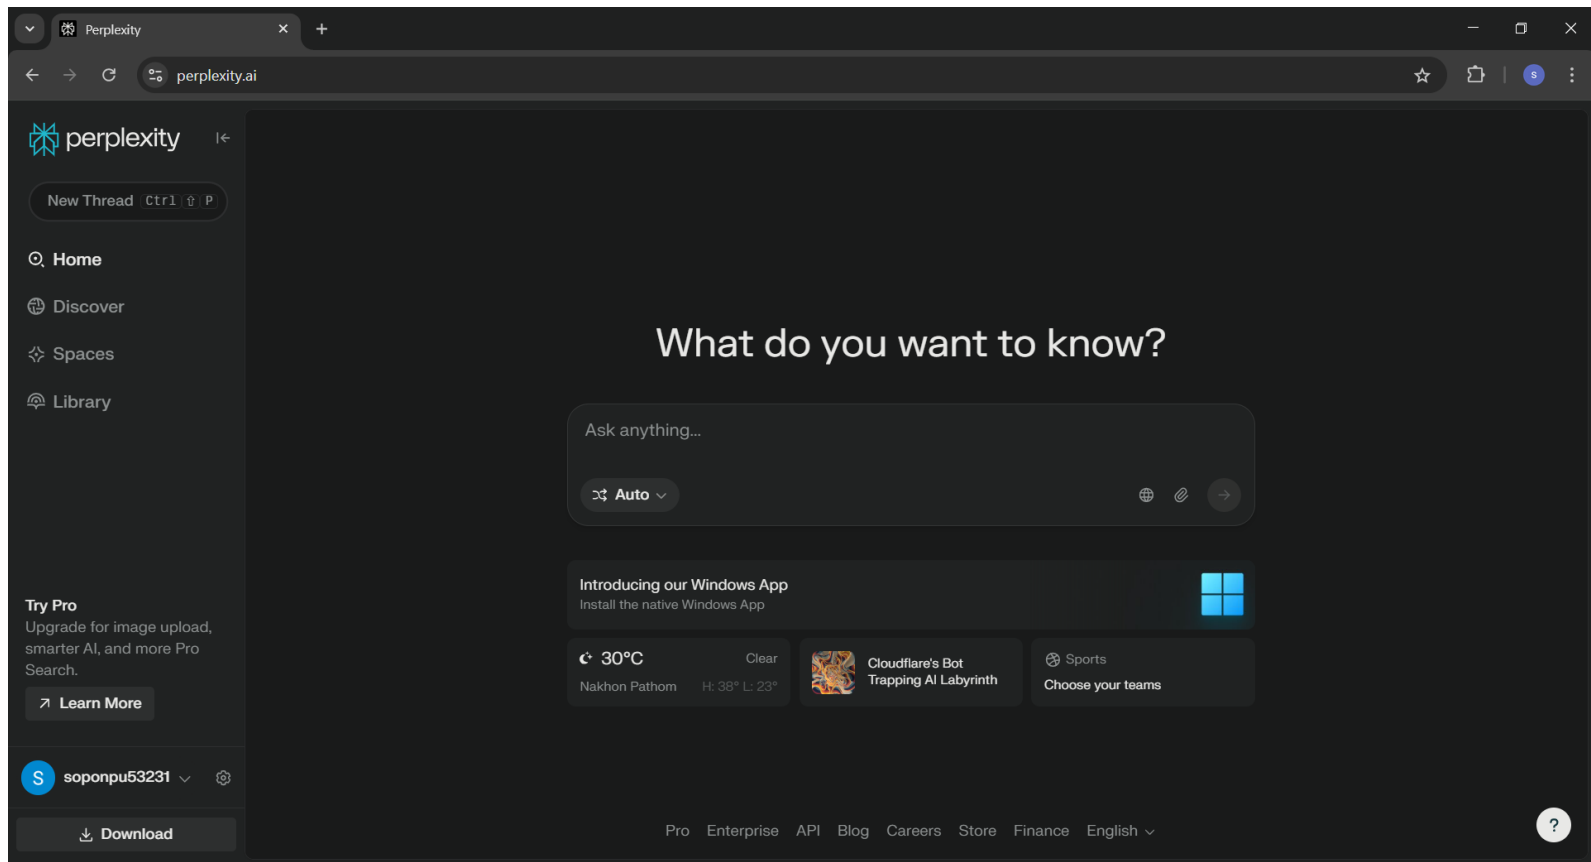 Perplexity
perplexity.ai
S
perplexity
New Thread Ctrl ⇧ P
Home
Discover
Spaces
Library
Try Pro
Upgrade for image upload,
smarter AI, and more Pro
Search.
Learn More
S soponpu53231
Download
What do you want to know?
Ask anything...
Auto
Introducing our Windows App
Install the native Windows App
30°C Clear
Nakhon Pathom H: 38° L: 23°
Cloudflare's Bot
Trapping AI Labyrinth
Sports
Choose your teams
Pro Enterprise API Blog Careers Store Finance English
?